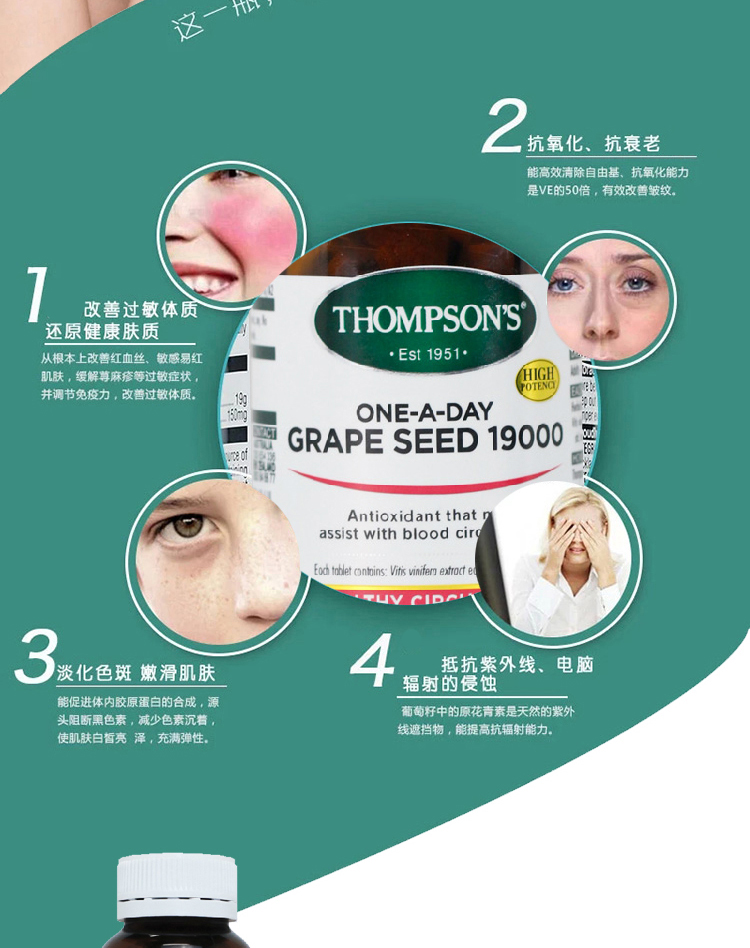 这一瓶
2
抗氧化、抗衰老
能高效清除自由基、抗氧化能力
是VE的50倍，有效改善皱纹。
1
改善过敏体质
还原健康肤质
从根本上改善红血丝、敏感易红
肌肤，缓解荨麻疹等过敏症状，
并调节免疫力，改善过敏体质。
THOMPSON'S®
• Est 1951 •
HIGH
POTENCY
ONE-A-DAY
GRAPE SEED 19000
Antioxidant that
assist with blood
Each tablet contains: Vitis vinifera extract
19g
150mg
3
淡化色斑 嫩滑肌肤
能促进体内胶原蛋白的合成，源
头阻断黑色素，减少色素沉着，
使肌肤白皙亮 泽，充满弹性。
4
抵抗紫外线、电脑
辐射的侵蚀
葡萄籽中的原花青素是天然的紫外
线遮挡物，能提高抗辐射能力。